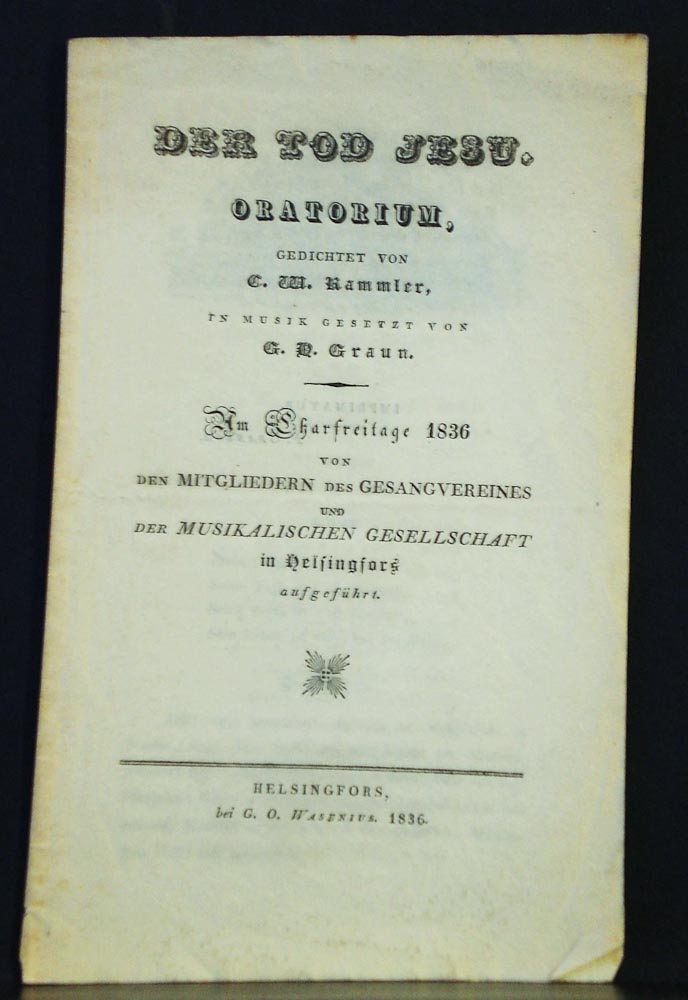 DER TOD JESU.
ORATORIUM,
GEDICHTET VON
C. W. Rammler,
IN MUSIK GESETZT VON
G. H. Graun.
Am Charfreitage 1836
VON
DEN MITGLIEDERN DES GESANGVEREINES
UND
DER MUSIKALISCHEN GESELLSCHAFT
in Helsingfors
aufgeführt.
HELSINGFORS,
bei G. O. WASENIUS. 1836.